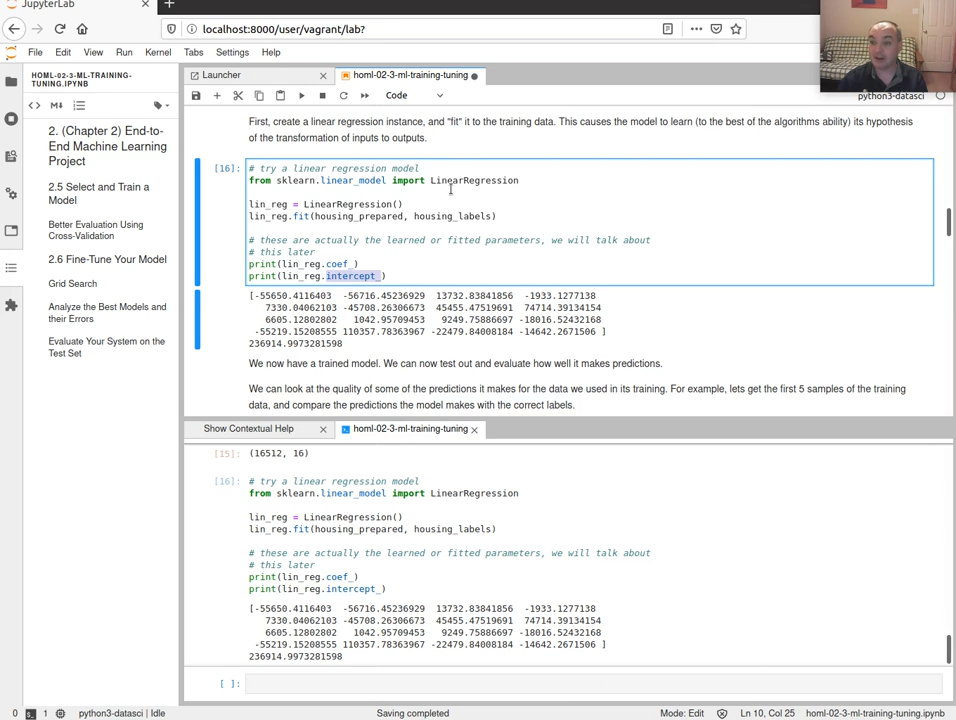 JupyterLab
localhost:8000/user/vagrant/lab?
File Edit View Run Kernel Tabs Settings Help
HOML-02-3-ML-TRAINING-
TUNING.IPYNB
2. (Chapter 2) End-to-
End Machine Learning
Project
2.5 Select and Train a
Model
Better Evaluation Using
Cross-Validation
2.6 Fine-Tune Your Model
Grid Search
Analyze the Best Models and
their Errors
Evaluate Your System on the
Test Set
Launcher
homl-02-3-ml-training-tuning
Code
python3-datasci
First, create a linear regression instance, and "fit" it to the training data. This causes the model to learn (to the best of the algorithms ability) its hypothesis
of the transformation of inputs to outputs.
[16]: # try a linear regression model
from sklearn.linear_model import LinearRegression
lin_reg = LinearRegression()
lin_reg.fit(housing_prepared, housing_labels)
# these are actually the learned or fitted parameters, we will talk about
# this later
print(lin_reg.coef_)
print(lin_reg.intercept_)
[-55650.4116403 -56716.45236929 13732.83841856 -1933.1277138
7330.04062103 -45708.26306673 45455.47519691 74714.39134154
6605.12802802 1042.95709453 9249.75886697 -18016.52432168
-55219.15208555 110357.78363967 -22479.84008184 -14642.2671506 ]
236914.9973281598
We now have a trained model. We can now test out and evaluate how well it makes predictions.
We can look at the quality of some of the predictions it makes for the data we used in its training. For example, lets get the first 5 samples of the training
data, and compare the predictions the model makes with the correct labels.
Show Contextual Help
homl-02-3-ml-training-tuning
[15]: (16512, 16)
[16]: # try a linear regression model
from sklearn.linear_model import LinearRegression
lin_reg = LinearRegression()
lin_reg.fit(housing_prepared, housing_labels)
# these are actually the learned or fitted parameters, we will talk about
# this later
print(lin_reg.coef_)
print(lin_reg.intercept_)
[-55650.4116403 -56716.45236929 13732.83841856 -1933.1277138
7330.04062103 -45708.26306673 45455.47519691 74714.39134154
6605.12802802 1042.95709453 9249.75886697 -18016.52432168
-55219.15208555 110357.78363967 -22479.84008184 -14642.2671506 ]
236914.9973281598
[ ]:
0 1 python3-datasci | Idle Saving completed Mode: Edit Ln 10, Col 25 homl-02-3-ml-training-tuning.ipynb